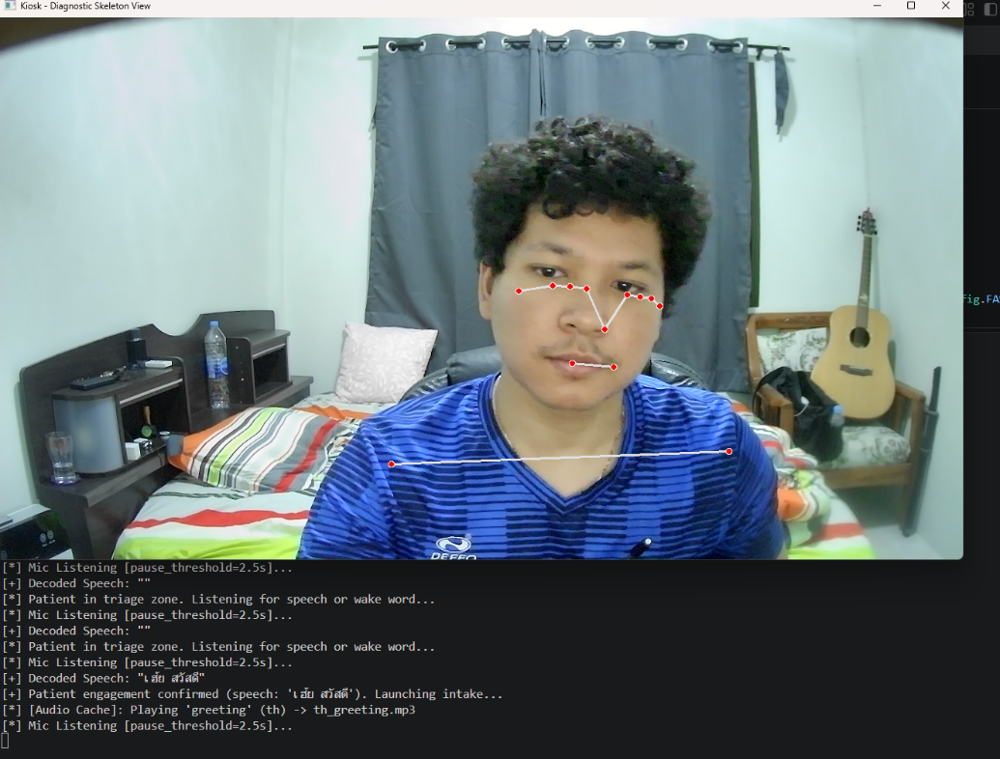 Kiosk - Diagnostic Skeleton View
fig.FA
DEFFO
[*] Mic Listening [pause_threshold=2.5s]...
[+] Decoded Speech: ""
[*] Patient in triage zone. Listening for speech or wake word...
[*] Mic Listening [pause_threshold=2.5s]...
[+] Decoded Speech: ""
[*] Patient in triage zone. Listening for speech or wake word...
[*] Mic Listening [pause_threshold=2.5s]...
[+] Decoded Speech: "เฮ้ย สวัสดี"
[+] Patient engagement confirmed (speech: 'เฮ้ย สวัสดี'). Launching intake...
[*] [Audio Cache]: Playing 'greeting' (th) -> th_greeting.mp3
[*] Mic Listening [pause_threshold=2.5s]...